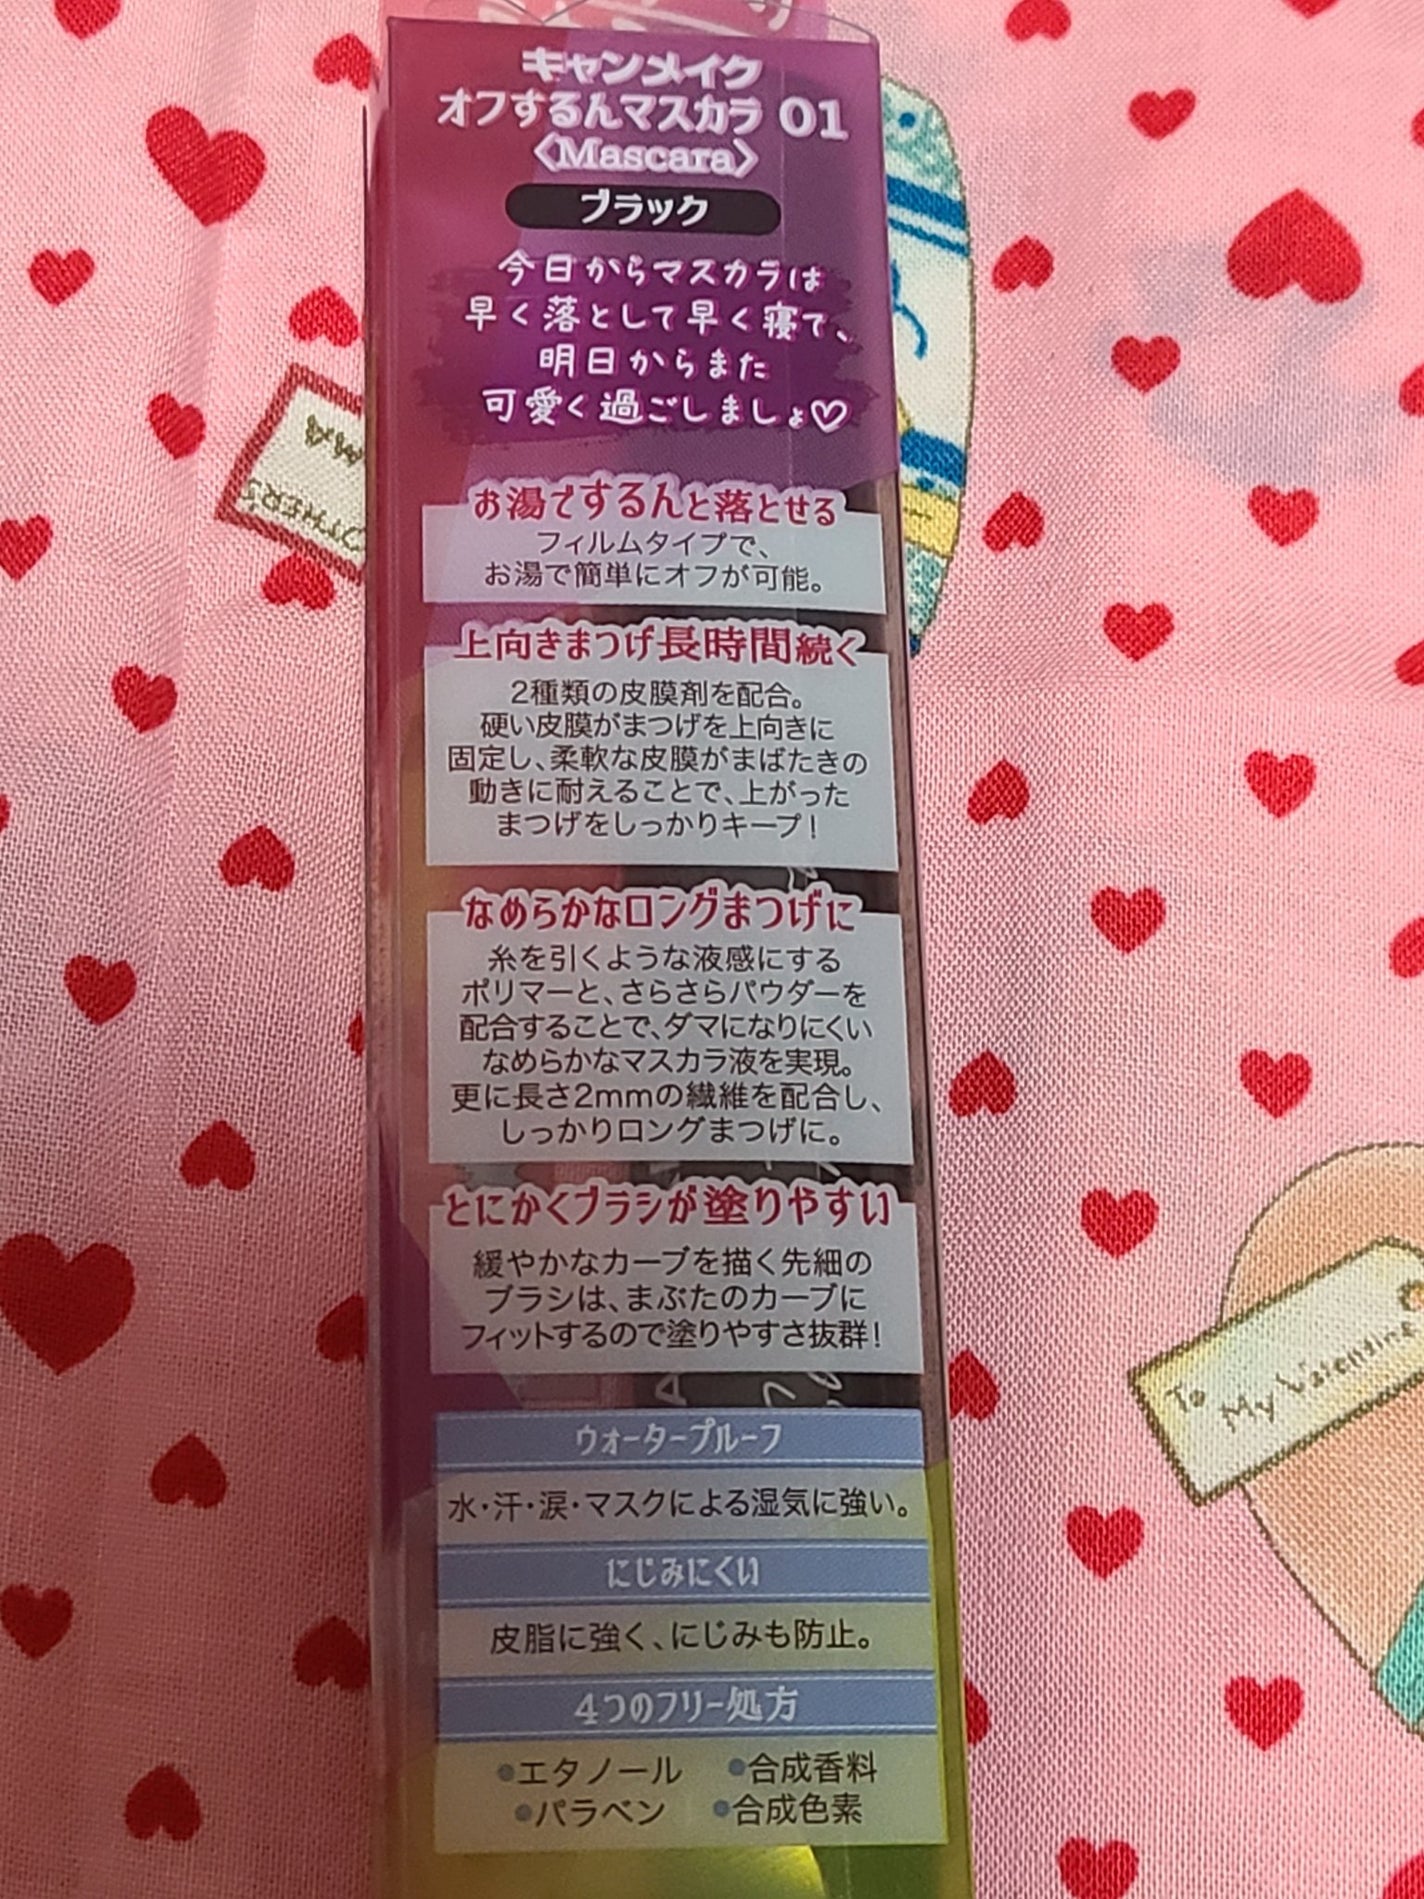 キャンメイク
オフするんマスカラ 01
〈Mascara〉
ブラック
今日からマスカラは
早く落として早く寝て、
明日からまた
可愛く過ごしましょ♡
お湯でするんと落とせる
フィルムタイプで、
お湯で簡単にオフが可能。
上向きまつげ長時間続く
2種類の皮膜剤を配合。
硬い皮膜がまつげを上向きに
固定し、柔軟な皮膜がまばたきの
動きに耐えることで、上がった
まつげをしっかりキープ!
なめらかなロングまつげに
糸を引くような液感にする
ポリマーと、さらさらパウダーを
配合することで、ダマになりにくい
なめらかなマスカラ液を実現。
更に長さ2mmの繊維を配合し、
しっかりロングまつげに。
とにかくブラシが塗りやすい
緩やかなカーブを描く先細の
ブラシは、まぶたのカーブに
フィットするので塗りやすさ抜群!
ウォータープルーフ
水・汗・涙・マスクによる湿気に強い。
にじみにくい
皮脂に強く、にじみも防止。
4つのフリー処方
●エタノール ●合成香料
●パラベン ●合成色素
To
My Valentine